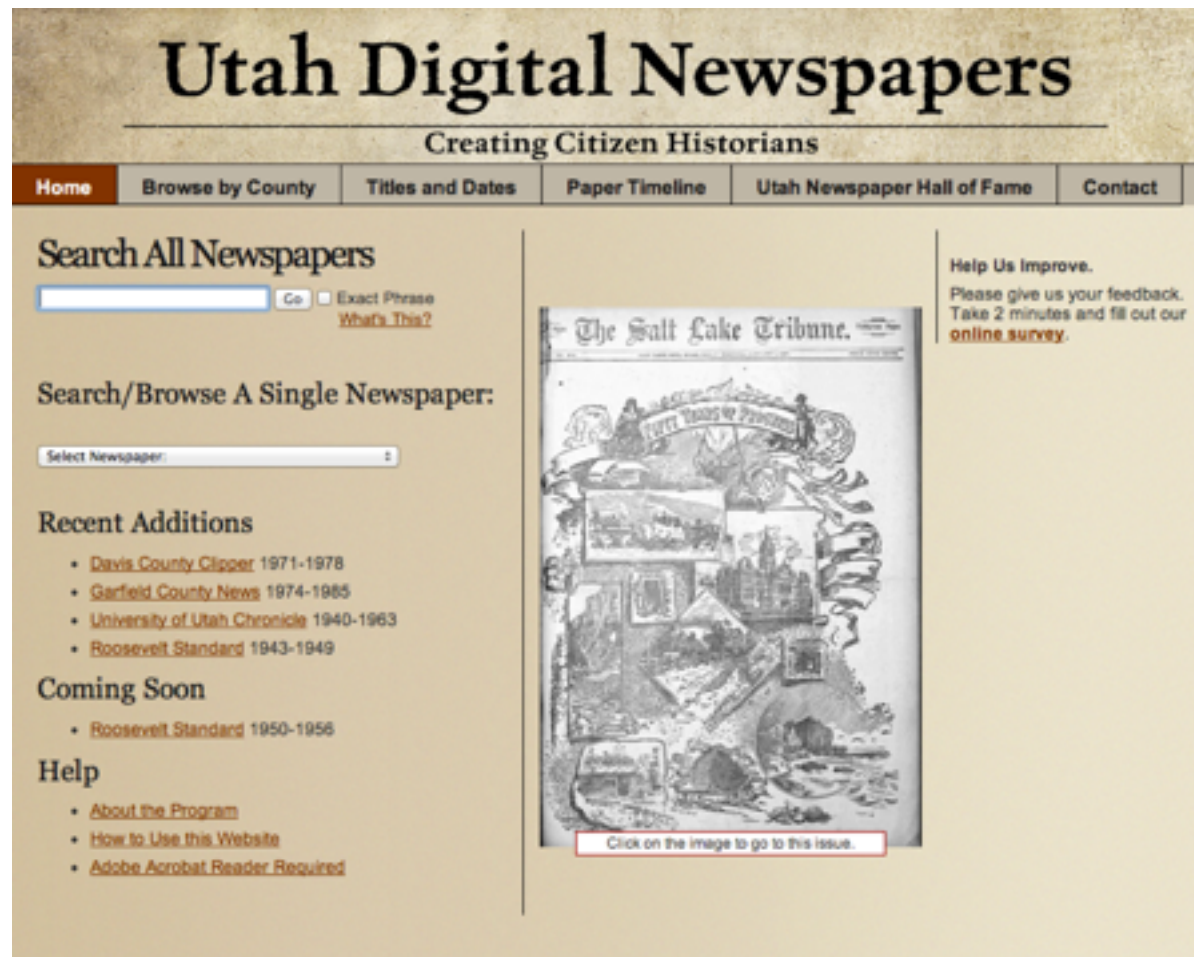 Utah Digital Newspapers
Creating Citizen Historians
Home
Browse by County
Titles and Dates
Paper Timeline
Utah Newspaper Hall of Fame
Contact
Search All Newspapers
Go
Exact Phrase
What's This?
Search/Browse A Single Newspaper:
Select Newspaper:
Recent Additions
Davis County Clipper 1971-1978
Garfield County News 1974-1985
University of Utah Chronicle 1940-1963
Roosevelt Standard 1943-1949
Coming Soon
Roosevelt Standard 1950-1956
Help
About the Program
How to Use this Website
Adobe Acrobat Reader Required
The Salt Lake Tribune.
FIFTY YEARS OF PROGRESS
Click on the image to go to this issue.
Help Us Improve.
Please give us your feedback.
Take 2 minutes and fill out our
online survey.